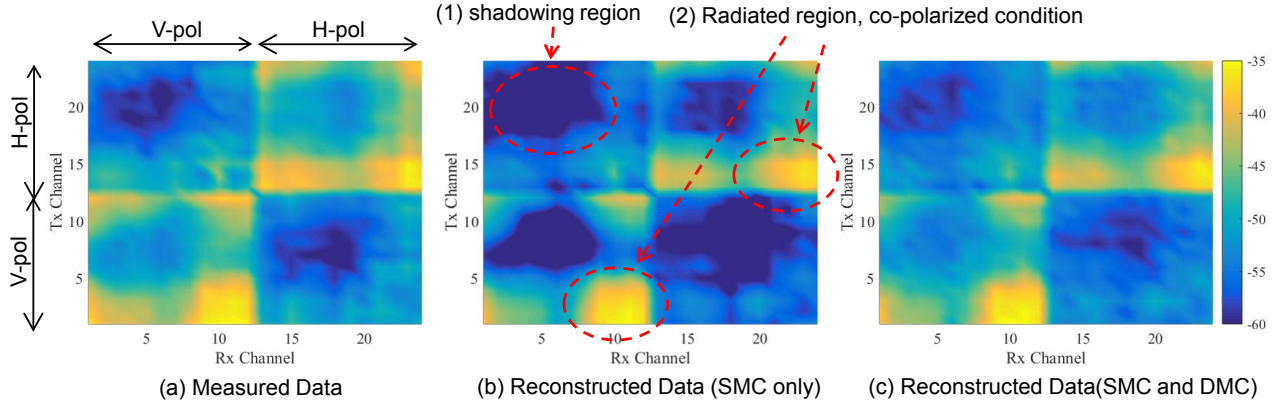 (1) shadowing region
(2) Radiated region, co-polarized condition
V-pol
H-pol
H-pol
V-pol
Tx Channel
20
15
10
5
5
10
15
20
Rx Channel
(a) Measured Data
Tx Channel
20
15
10
5
5
10
15
20
Rx Channel
(b) Reconstructed Data (SMC only)
Tx Channel
20
15
10
5
5
10
15
20
Rx Channel
(c) Reconstructed Data(SMC and DMC)
-35
-40
-45
-50
-55
-60